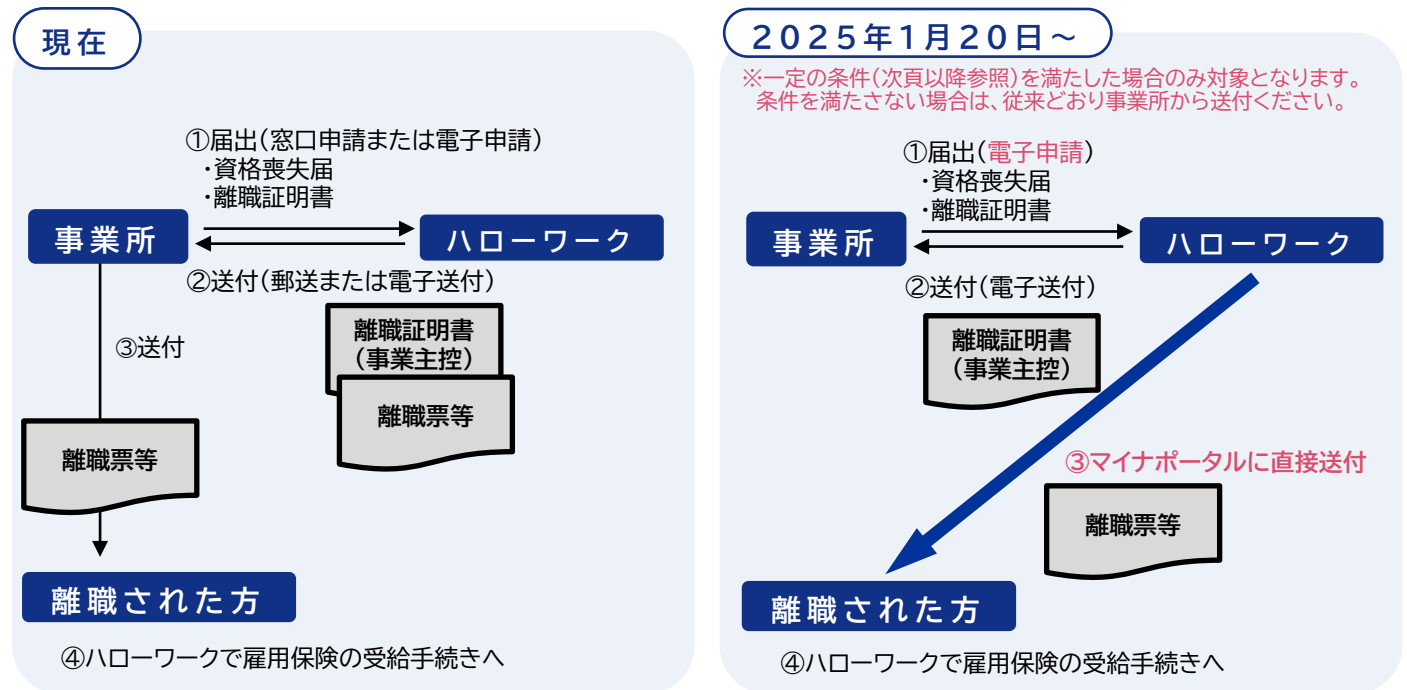 現在
①届出(窓口申請または電子申請)
・資格喪失届
・離職証明書
事業所
ハローワーク
②送付(郵送または電子送付)
離職証明書
(事業主控)
離職票等
③送付
離職票等
離職された方
④ハローワークで雇用保険の受給手続きへ
2025年1月20日~
※一定の条件(次頁以降参照)を満たした場合のみ対象となります。
条件を満たさない場合は、従来どおり事業所から送付ください。
①届出(電子申請)
・資格喪失届
・離職証明書
事業所
ハローワーク
②送付(電子送付)
離職証明書
(事業主控)
③マイナポータルに直接送付
離職票等
離職された方
④ハローワークで雇用保険の受給手続きへ